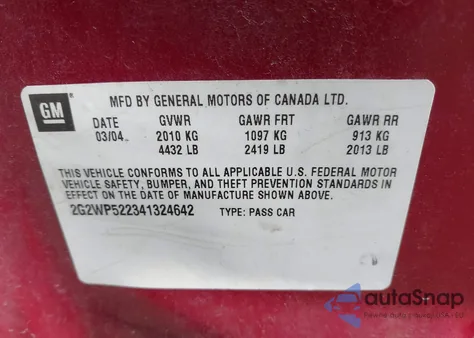 GM
MFD BY GENERAL MOTORS OF CANADA LTD.
DATE GVWR GAWR FRT GAWR RR
03/04 2010 KG 1097 KG 913 KG
4432 LB 2419 LB 2013 LB
THIS VEHICLE CONFORMS TO ALL APPLICABLE U.S. FEDERAL MOTOR
VEHICLE SAFETY, BUMPER, AND THEFT PREVENTION STANDARDS IN
EFFECT ON THE DATE OF MANUFACTURE SHOWN ABOVE.
2G2WP522341324642 TYPE: PASS CAR
autoSnap